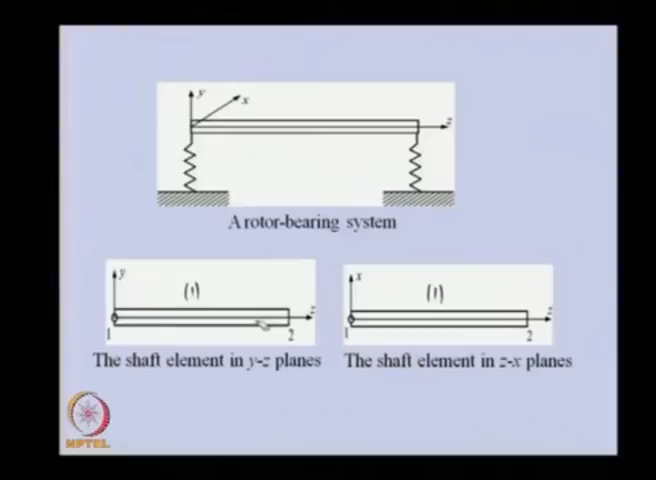 y
x
z
A rotor-bearing system
y
(1)
z
1
2
The shaft element in y-z planes
x
(1)
z
1
2
The shaft element in z-x planes
NPTEL